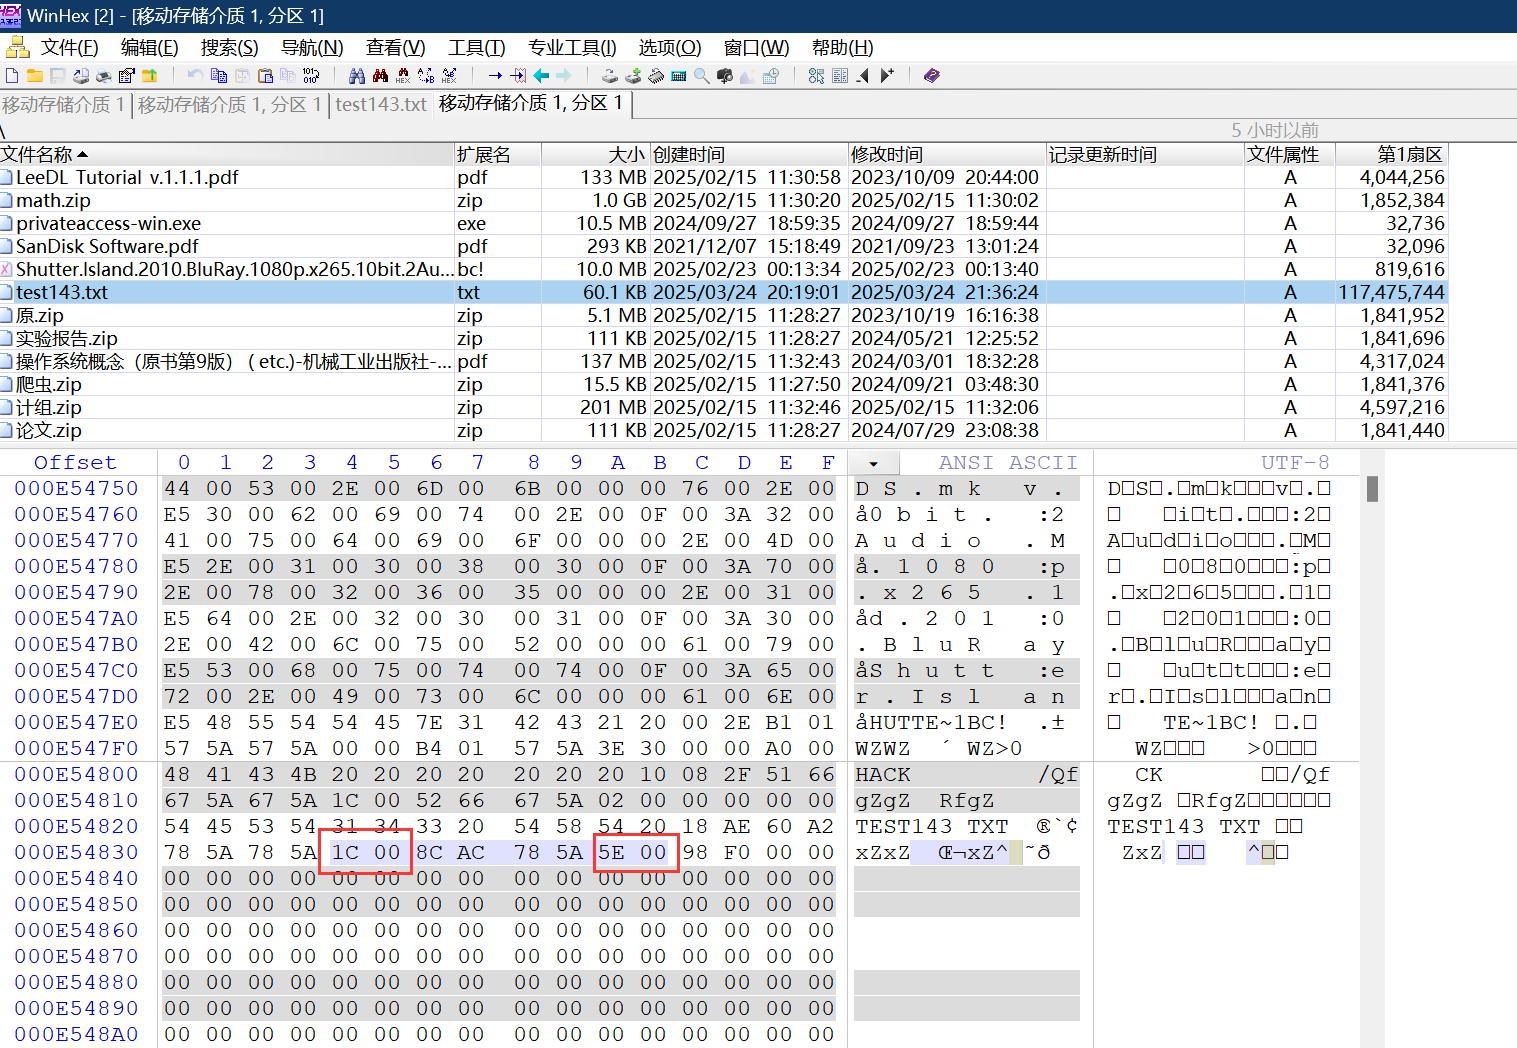 WinHex [2] - [移动存储介质 1, 分区 1]
文件(F) 编辑(E) 搜索(S) 导航(N) 查看(V) 工具(T) 专业工具(I) 选项(O) 窗口(W) 帮助(H)
移动存储介质 1 移动存储介质 1, 分区 1 test143.txt 移动存储介质 1, 分区 1
\ 5 小时以前
文件名称 扩展名 大小 创建时间 修改时间 记录更新时间 文件属性 第1扇区
LeeDL Tutorial v.1.1.1.pdf pdf 133 MB 2025/02/15 11:30:58 2023/10/09 20:44:00 A 4,044,256
math.zip zip 1.0 GB 2025/02/15 11:30:20 2025/02/15 11:30:02 A 1,852,384
privateaccess-win.exe exe 10.5 MB 2024/09/27 18:59:35 2024/09/27 18:59:44 A 32,736
SanDisk Software.pdf pdf 293 KB 2021/12/07 15:18:49 2021/09/23 13:01:24 A 32,096
Shutter.Island.2010.BluRay.1080p.x265.10bit.2Au... bc! 10.0 MB 2025/02/23 00:13:34 2025/02/23 00:13:40 A 819,616
test143.txt txt 60.1 KB 2025/03/24 20:19:01 2025/03/24 21:36:24 A 117,475,744
原.zip zip 5.1 MB 2025/02/15 11:28:27 2023/10/19 16:16:38 A 1,841,952
实验报告.zip zip 111 KB 2025/02/15 11:28:27 2024/05/21 12:25:52 A 1,841,696
操作系统概念（原书第9版） ( etc.)-机械工业出版社-... pdf 137 MB 2025/02/15 11:32:43 2024/03/01 18:32:28 A 4,317,024
爬虫.zip zip 15.5 KB 2025/02/15 11:27:50 2024/09/21 03:48:30 A 1,841,376
计组.zip zip 201 MB 2025/02/15 11:32:46 2025/02/15 11:32:06 A 4,597,216
论文.zip zip 111 KB 2025/02/15 11:28:27 2024/07/29 23:08:38 A 1,841,440
Offset 0 1 2 3 4 5 6 7 8 9 A B C D E F ANSI ASCII UTF-8
000E54750 44 00 53 00 2E 00 6D 00 6B 00 00 00 76 00 2E 00 D S . m k v . D□S□.□m□k□□□v□.□
000E54760 E5 30 00 62 00 69 00 74 00 2E 00 0F 00 3A 32 00 å0 b i t . :2 □ □i□t□.□□□:2□
000E54770 41 00 75 00 64 00 69 00 6F 00 00 00 2E 00 4D 00 A u d i o . M A□u□d□i□o□□□.□M□
000E54780 E5 2E 00 31 00 30 00 38 00 30 00 0F 00 3A 70 00 å. 1 0 8 0 :p □ □0□8□0□□□:p□
000E54790 2E 00 78 00 32 00 36 00 35 00 00 00 2E 00 31 00 . x 2 6 5 . 1 .□x□2□6□5□□□.□1□
000E547A0 E5 64 00 2E 00 32 00 30 00 31 00 0F 00 3A 30 00 åd . 2 0 1 :0 □ □2□0□1□□□:0□
000E547B0 2E 00 42 00 6C 00 75 00 52 00 00 00 61 00 79 00 . B l u R a y .□B□l□u□R□□□a□y□
000E547C0 E5 53 00 68 00 75 00 74 00 74 00 0F 00 3A 65 00 åS h u t t :e □ □u□t□t□□□:e□
000E547D0 72 00 2E 00 49 00 73 00 6C 00 00 00 61 00 6E 00 r . I s l a n r□.□I□s□l□□□a□n□
000E547E0 E5 48 55 54 54 45 7E 31 42 43 21 20 00 2E B1 01 åHUTTE~1BC! .± □ TE~1BC! □.□
000E547F0 57 5A 57 5A 00 00 B4 01 57 5A 3E 30 00 00 A0 00 WZWZ ´ WZ>0 WZ□□□ >0□□□
000E54800 48 41 43 4B 20 20 20 20 20 20 20 10 08 2F 51 66 HACK /Qf CK □□/Qf
000E54810 67 5A 67 5A 1C 00 52 66 67 5A 02 00 00 00 00 00 gZgZ RfgZ gZgZ □RfgZ□□□□□□
000E54820 54 45 53 54 31 34 33 20 54 58 54 20 18 AE 60 A2 TEST143 TXT ®`¢ TEST143 TXT □□
000E54830 78 5A 78 5A 1C 00 8C AC 78 5A 5E 00 98 F0 00 00 xZxZ Œ¬xZ^ ˜ð ZxZ □□ ^□□
000E54840 00 00 00 00 00 00 00 00 00 00 00 00 00 00 00 00
000E54850 00 00 00 00 00 00 00 00 00 00 00 00 00 00 00 00
000E54860 00 00 00 00 00 00 00 00 00 00 00 00 00 00 00 00
000E54870 00 00 00 00 00 00 00 00 00 00 00 00 00 00 00 00
000E54880 00 00 00 00 00 00 00 00 00 00 00 00 00 00 00 00
000E54890 00 00 00 00 00 00 00 00 00 00 00 00 00 00 00 00
000E548A0 00 00 00 00 00 00 00 00 00 00 00 00 00 00 00 00